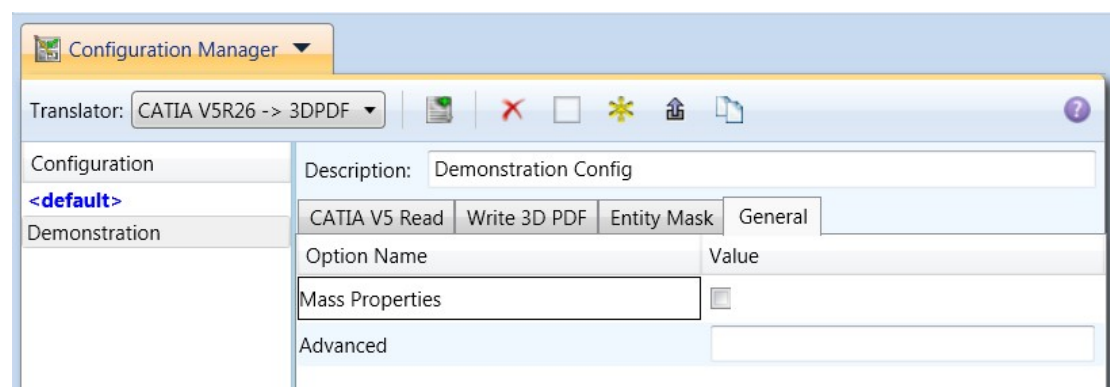 Configuration Manager
Translator: CATIA V5R26 -> 3DPDF
Configuration
Description: Demonstration Config
<default>
Demonstration
CATIA V5 Read Write 3D PDF Entity Mask General
Option Name Value
Mass Properties
Advanced